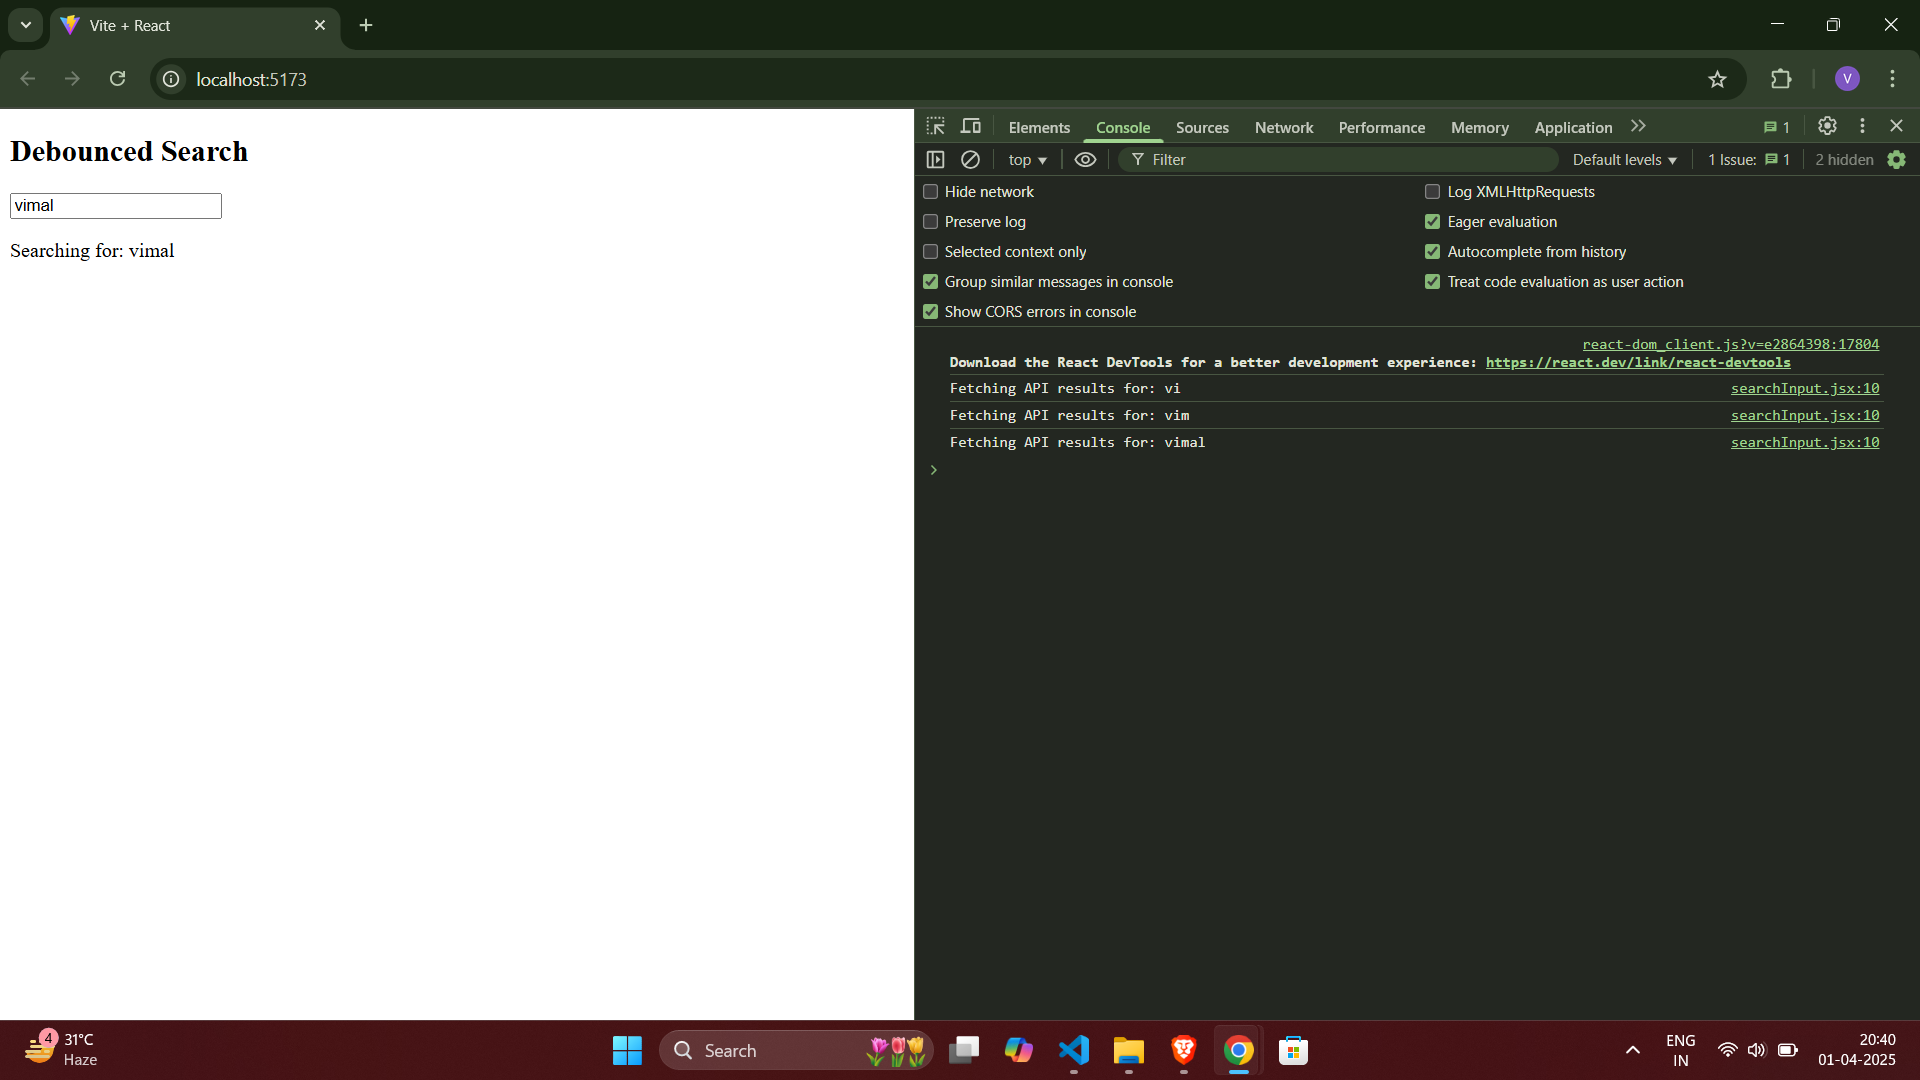 Vite + React
localhost:5173
V
Debounced Search
vimal
Searching for: vimal
Elements Console Sources Network Performance Memory Application 1
top Filter Default levels 1 Issue: 1 2 hidden
Hide network Log XMLHttpRequests
Preserve log Eager evaluation
Selected context only Autocomplete from history
Group similar messages in console Treat code evaluation as user action
Show CORS errors in console
react-dom_client.js?v=e2864398:17804
Download the React DevTools for a better development experience: https://react.dev/link/react-devtools
Fetching API results for: vi searchInput.jsx:10
Fetching API results for: vim searchInput.jsx:10
Fetching API results for: vimal searchInput.jsx:10
4 31°C
Haze
Search
ENG
IN
20:40
01-04-2025